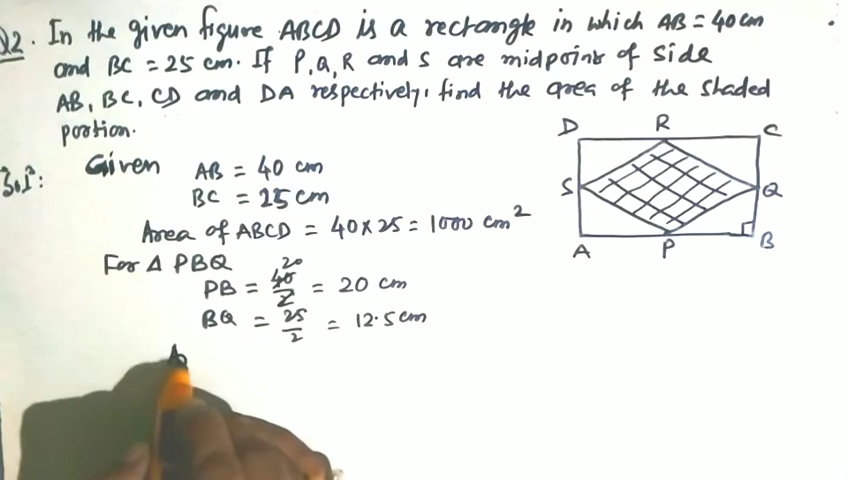 Q2. In the given figure ABCD is a rectangle in which AB = 40 cm
and BC = 25 cm. If P, Q, R and S are midpoint of side
AB, BC, CD and DA respectively, find the area of the shaded
portion.
Sol: Given AB = 40 cm
BC = 25 cm
Area of ABCD = 40 × 25 = 1000 cm²
For Δ PBQ
20
PB = 40/2 = 20 cm
BQ = 25/2 = 12.5 cm
D R C
S Q
A P B